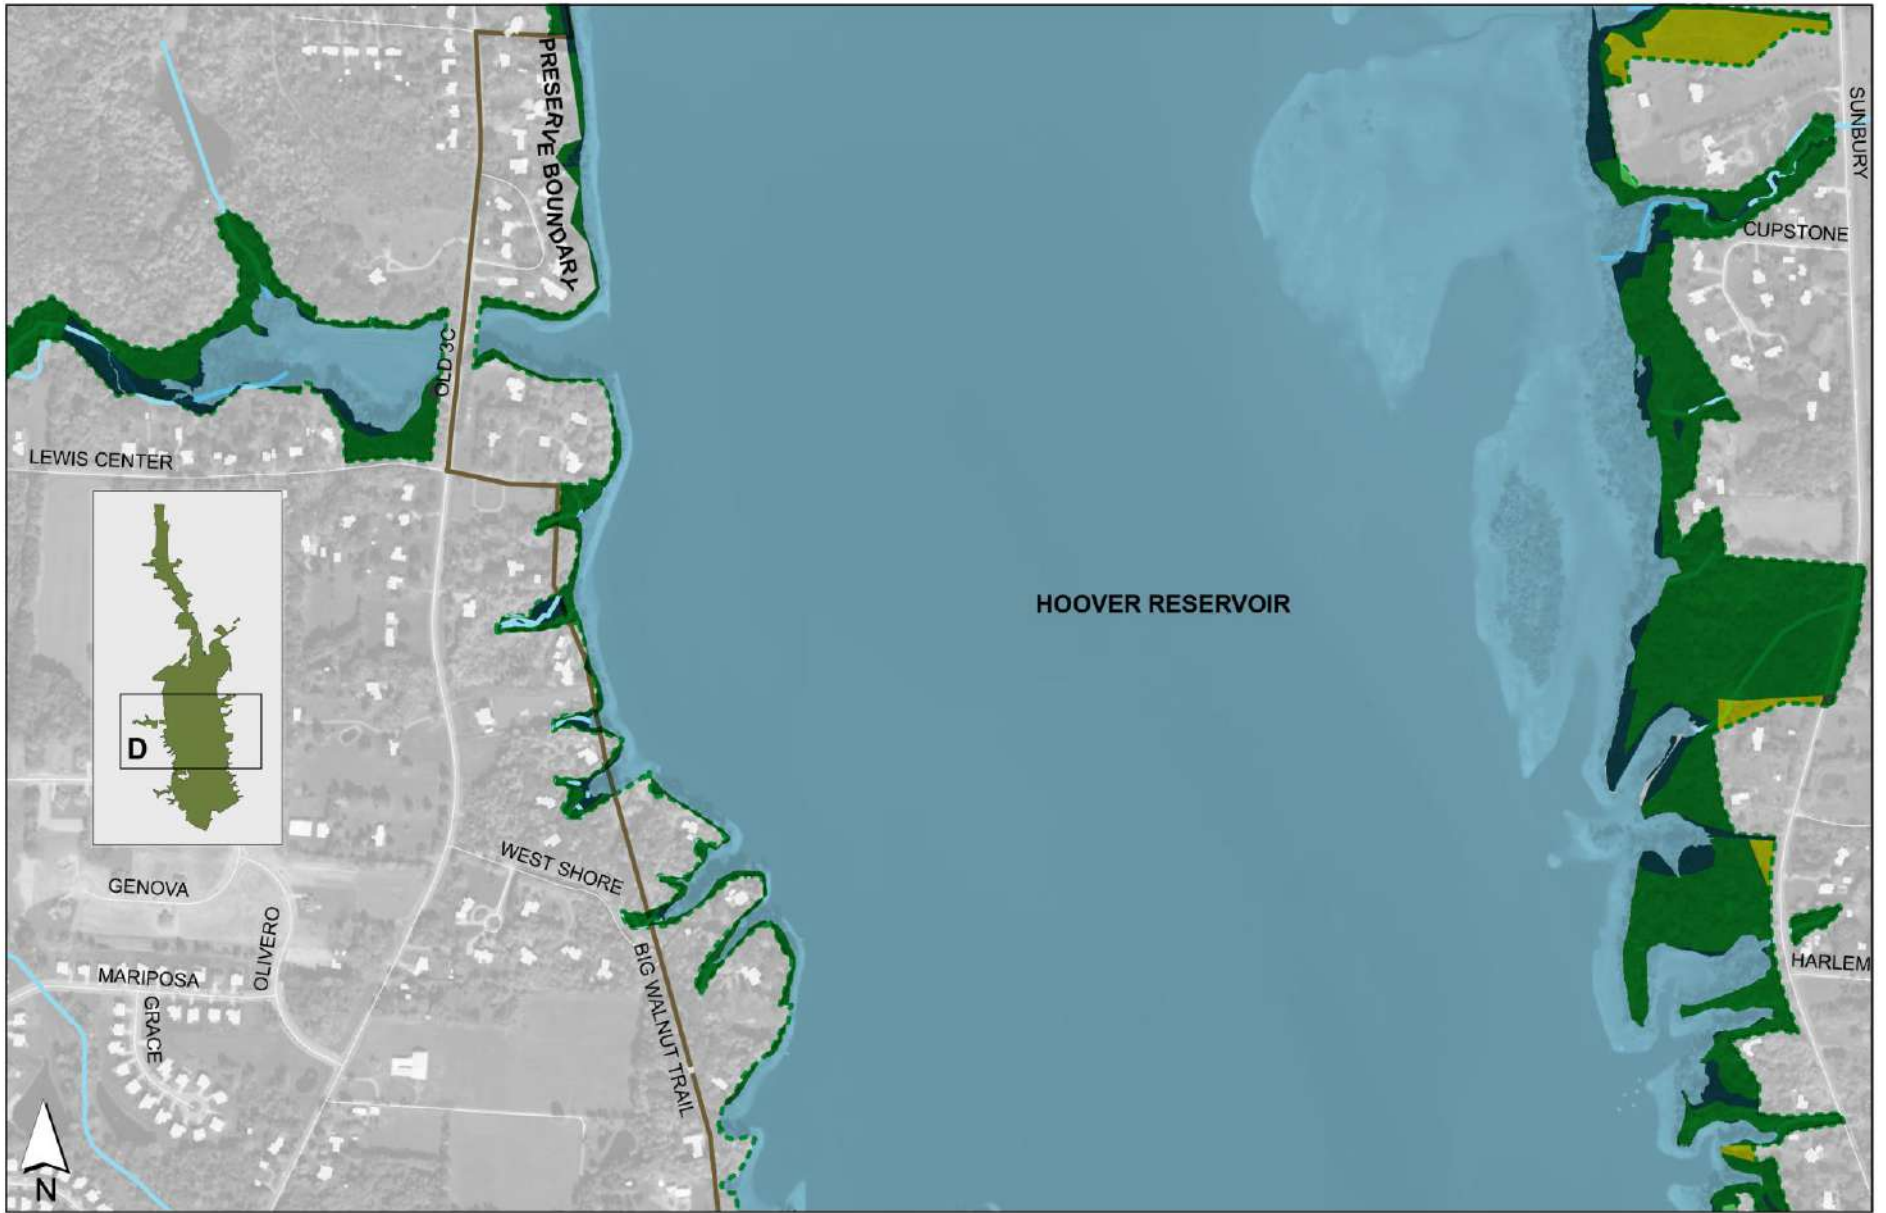 PRESERVE BOUNDARY
SUNBURY
CUPSTONE
OLD 3C
LEWIS CENTER
HOOVER RESERVOIR
D
WEST SHORE
GENOVA
OLIVERO
BIG WALNUT TRAIL
HARLEM
MARIPOSA
GRACE
N